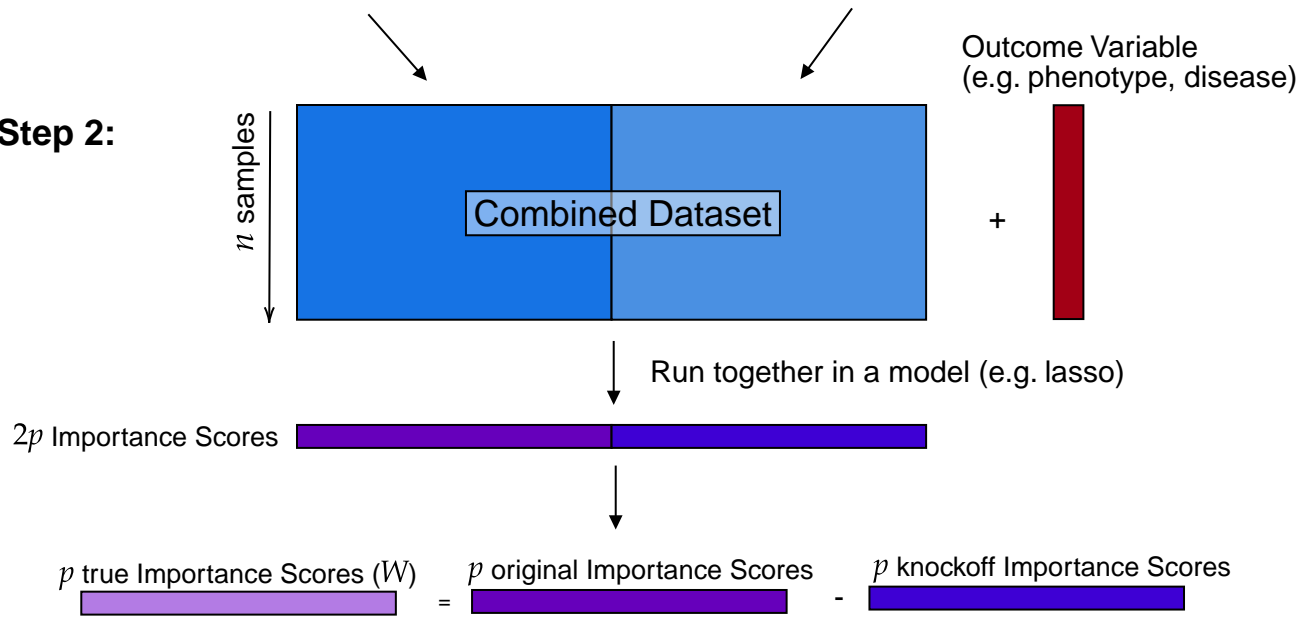 Outcome Variable
(e.g. phenotype, disease)
Step 2:
n samples
Combined Dataset
+
Run together in a model (e.g. lasso)
2p Importance Scores
p true Importance Scores (W)
=
p original Importance Scores
-
p knockoff Importance Scores